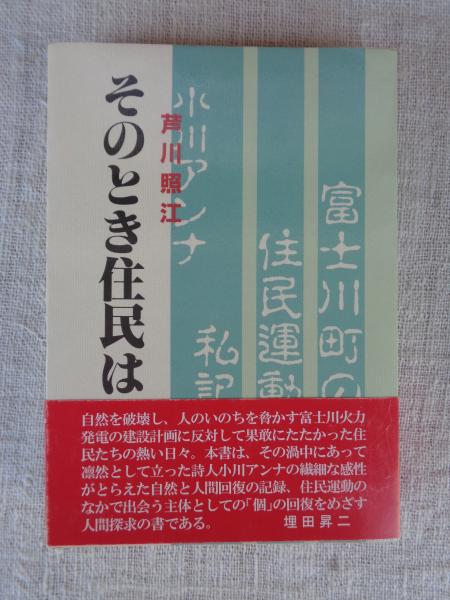 富士川町の
住民運動
私記
小川アンナ
芦川照江
そのとき住民は
自然を破壊し、人のいのちを脅かす富士川火力
発電の建設計画に反対して果敢にたたかった住
民たちの熱い日々。本書は、その渦中にあって
凛然として立った詩人小川アンナの繊細な感性
がとらえた自然と人間回復の記録、住民運動の
なかで出会う主体としての「個」の回復をめざす
人間探求の書である。
埋田昇二